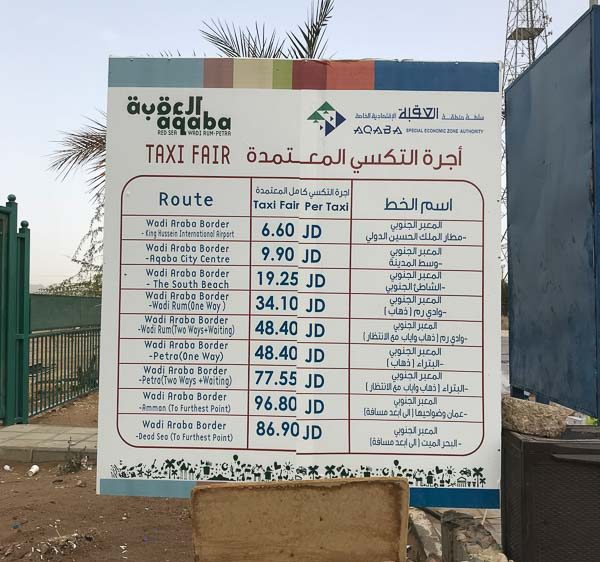 العقبة
aqaba
RED SEA WADI RUM-PETRA
سلطة منطقة العقبة الإقتصادية الخاصة
AQABA SPECIAL ECONOMIC ZONE AUTHORITY
TAXI FAIR أجرة التكسي المعتمدة
Route
اجرة التكسي كامل المعتمدة
Taxi Fair Per Taxi
اسم الخط
Wadi Araba Border
- King Hussein International Airport
6.60 JD
المعبر الجنوبي
-مطار الملك الحسين الدولي
Wadi Araba Border
-Aqaba City Centre
9.90 JD
المعبر الجنوبي
-وسط المدينة
Wadi Araba Border
- The South Beach
19.25 JD
المعبر الجنوبي
-الشاطئ الجنوبي
Wadi Araba Border
-Wadi Rum(One Way )
34.10 JD
المعبر الجنوبي
-وادي رم ( ذهاب )
Wadi Araba Border
-Wadi Rum(Two Ways+Waiting)
48.40 JD
المعبر الجنوبي
-وادي رم ( ذهاب واياب مع الانتظار )
Wadi Araba Border
-Petra(One Way)
48.40 JD
المعبر الجنوبي
-البتراء ( ذهاب )
Wadi Araba Border
-Petra(Two Ways +Waiting)
77.55 JD
المعبر الجنوبي
-البتراء ( ذهاب واياب مع الانتظار )
Wadi Araba Border
-Amman (To Furthest Point)
96.80 JD
المعبر الجنوبي
-عمان وضواحيها ( إلى ابعد مسافة )
Wadi Araba Border
-Dead Sea (To Furthest Point)
86.90 JD
المعبر الجنوبي
-البحر الميت ( إلى ابعد مسافة )